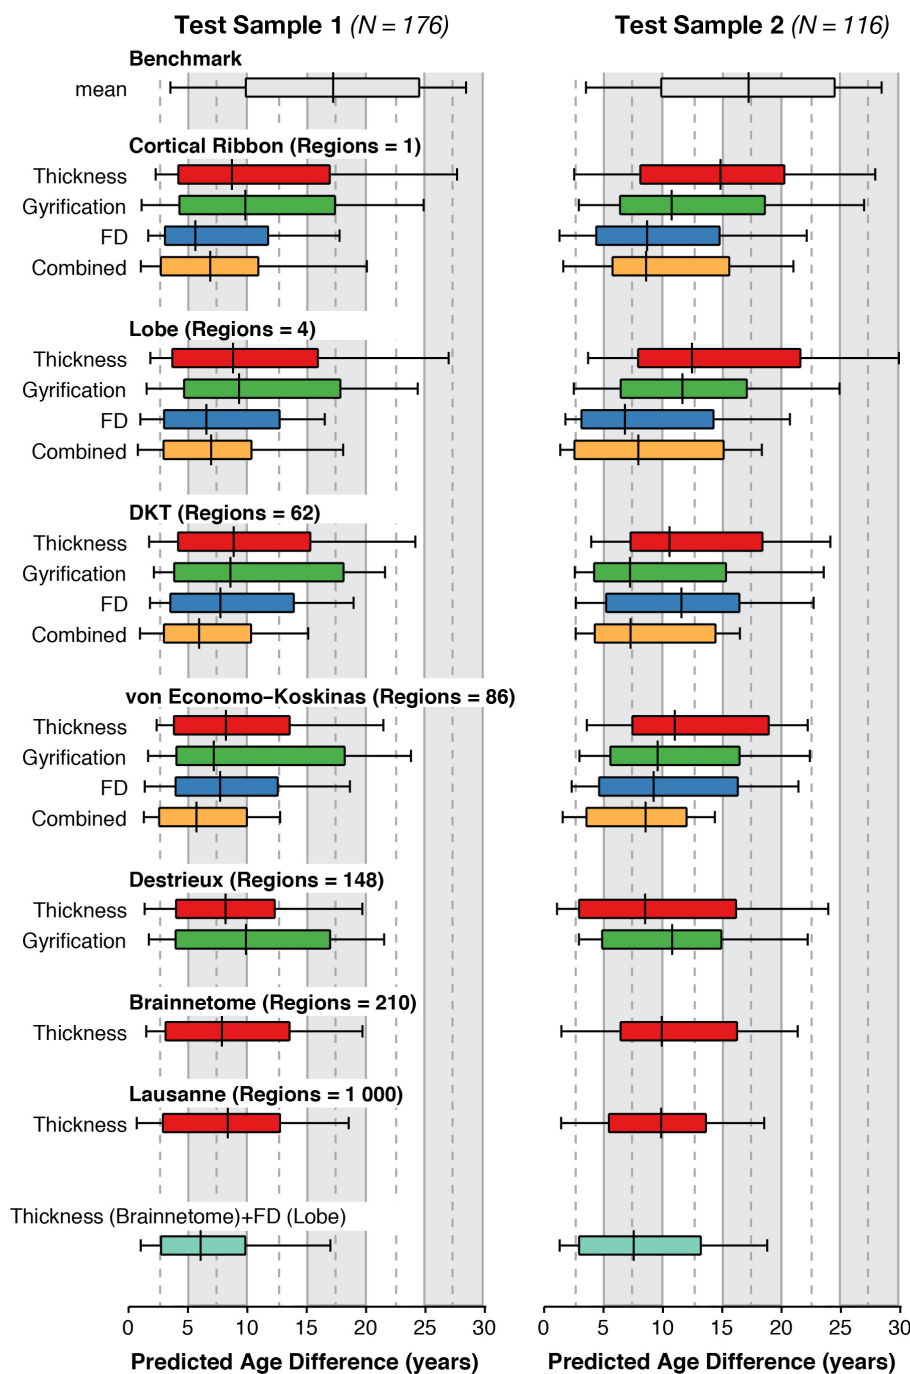 Test Sample 1 (N = 176) Test Sample 2 (N = 116)
Benchmark
mean
Cortical Ribbon (Regions = 1)
Thickness
Gyrification
FD
Combined
Lobe (Regions = 4)
Thickness
Gyrification
FD
Combined
DKT (Regions = 62)
Thickness
Gyrification
FD
Combined
von Economo–Koskinas (Regions = 86)
Thickness
Gyrification
FD
Combined
Destrieux (Regions = 148)
Thickness
Gyrification
Brainnetome (Regions = 210)
Thickness
Lausanne (Regions = 1 000)
Thickness
Thickness (Brainnetome)+FD (Lobe)
0 5 10 15 20 25 30 0 5 10 15 20 25 30
Predicted Age Difference (years) Predicted Age Difference (years)